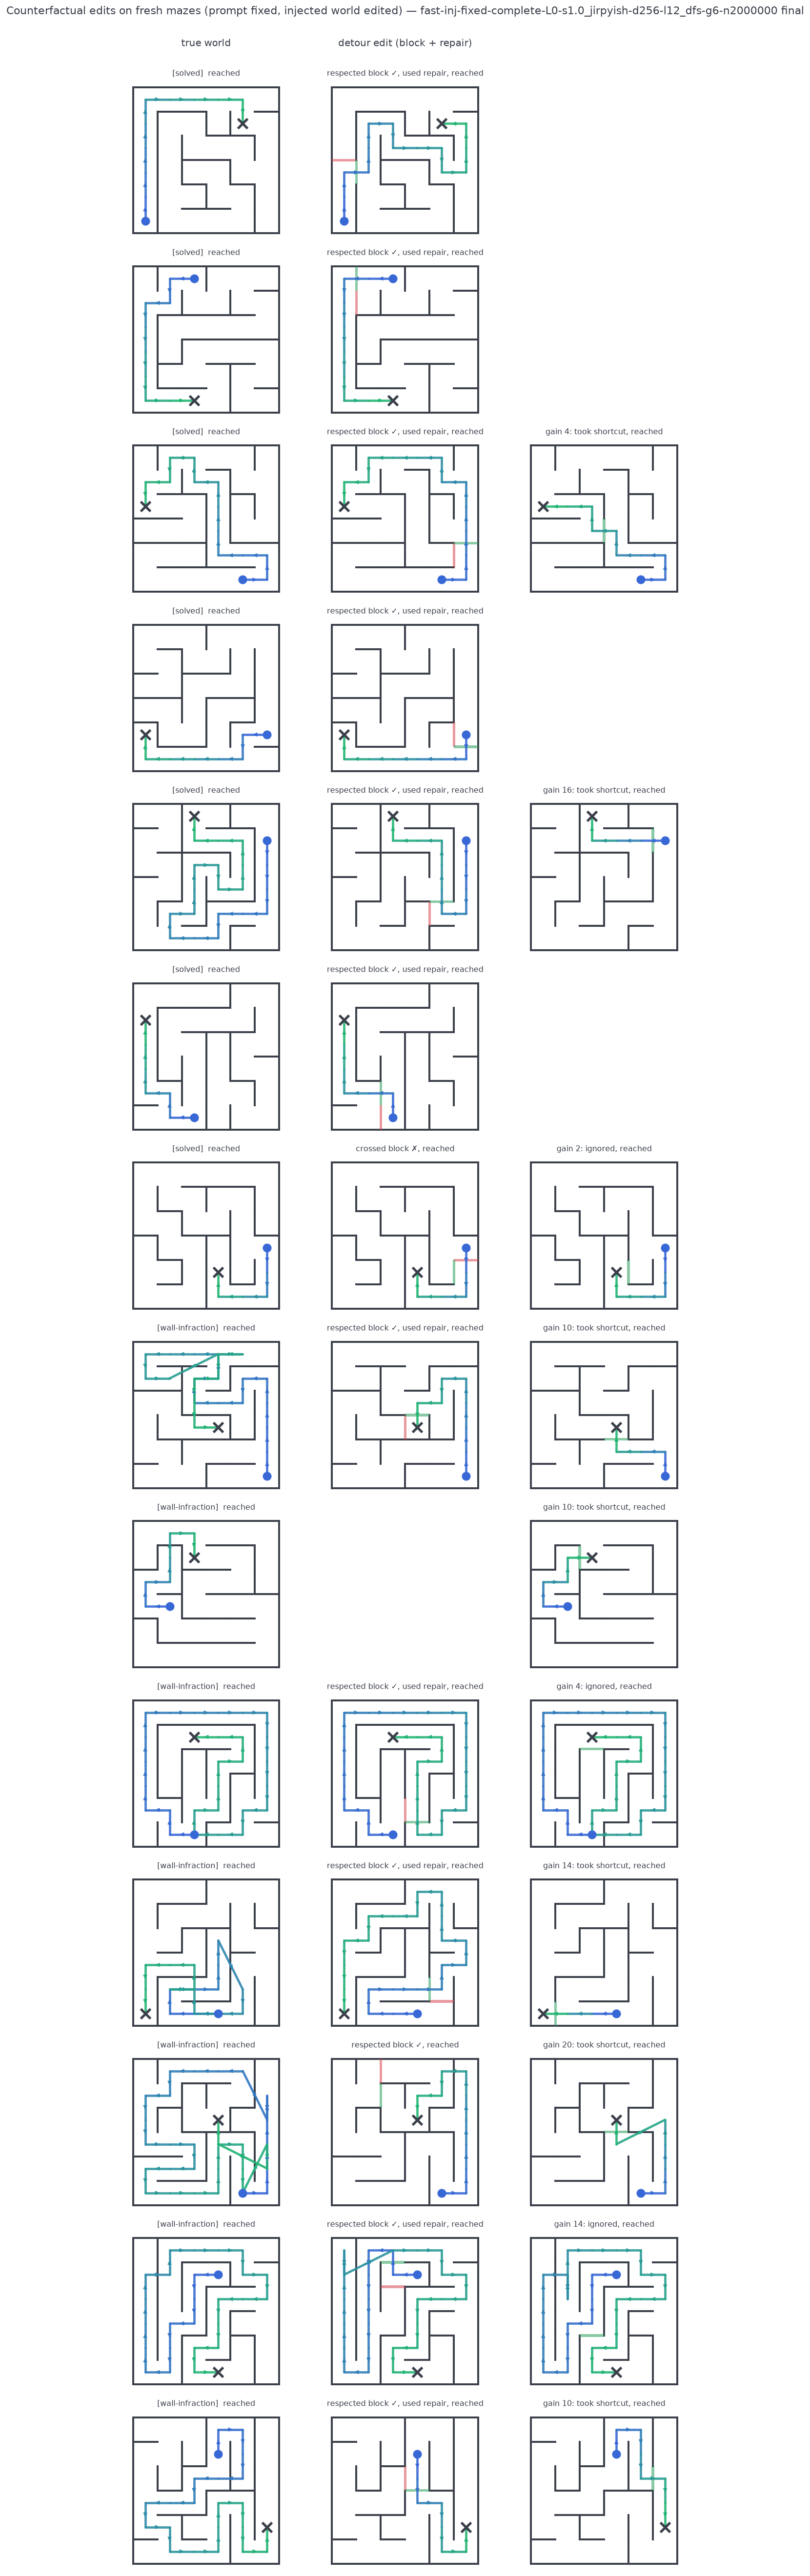 Counterfactual edits on fresh mazes (prompt fixed, injected world edited) — fast-inj-fixed-complete-L0-s1.0_jirpyish-d256-l12_dfs-g6-n2000000 final
true world
detour edit (block + repair)
[solved] reached
respected block ✓, used repair, reached
[solved] reached
respected block ✓, used repair, reached
[solved] reached
respected block ✓, used repair, reached
gain 4: took shortcut, reached
[solved] reached
respected block ✓, used repair, reached
[solved] reached
respected block ✓, used repair, reached
gain 16: took shortcut, reached
[solved] reached
respected block ✓, used repair, reached
[solved] reached
crossed block ✗, reached
gain 2: ignored, reached
[wall-infraction] reached
respected block ✓, used repair, reached
gain 10: took shortcut, reached
[wall-infraction] reached
gain 10: took shortcut, reached
[wall-infraction] reached
respected block ✓, used repair, reached
gain 4: ignored, reached
[wall-infraction] reached
respected block ✓, used repair, reached
gain 14: took shortcut, reached
[wall-infraction] reached
respected block ✓, reached
gain 20: took shortcut, reached
[wall-infraction] reached
respected block ✓, used repair, reached
gain 14: ignored, reached
[wall-infraction] reached
respected block ✓, used repair, reached
gain 10: took shortcut, reached